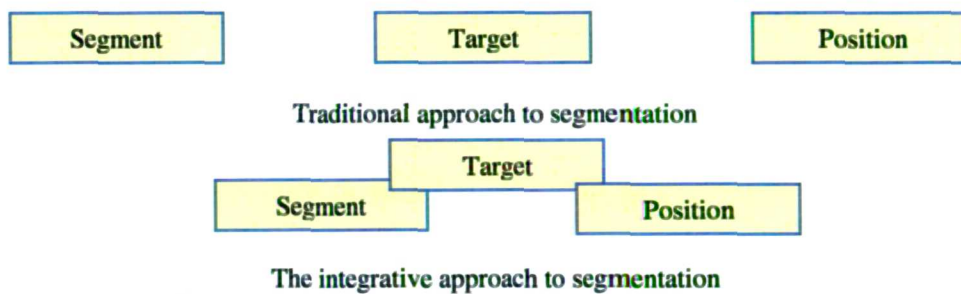 Segment Target Position
Traditional approach to segmentation
Target
Segment Position
The integrative approach to segmentation